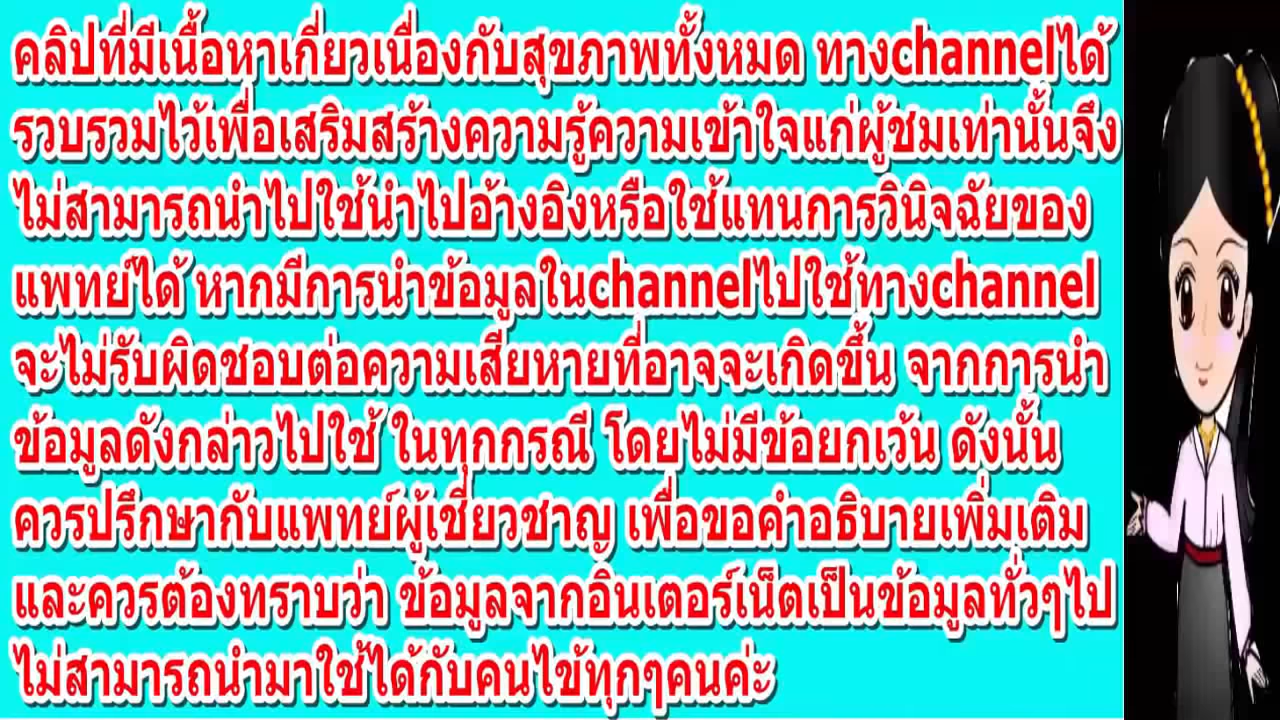 คลิปที่มีเนื้อหาเกี่ยวเนื่องกับสุขภาพทั้งหมด ทางchannelได้
รวบรวมไว้เพื่อเสริมสร้างความรู้ความเข้าใจแก่ผู้ชมเท่านั้นจึง
ไม่สามารถนำไปใช้นำไปอ้างอิงหรือใช้แทนการวินิจฉัยของ
แพทย์ได้ หากมีการนำข้อมูลในchannelไปใช้ทางchannel
จะไม่รับผิดชอบต่อความเสียหายที่อาจจะเกิดขึ้น จากการนำ
ข้อมูลดังกล่าวไปใช้ ในทุกกรณี โดยไม่มีข้อยกเว้น ดังนั้น
ควรปรึกษากับแพทย์ผู้เชี่ยวชาญ เพื่อขอคำอธิบายเพิ่มเติม
และควรต้องทราบว่า ข้อมูลจากอินเตอร์เน็ตเป็นข้อมูลทั่วๆไป
ไม่สามารถนำมาใช้ได้กับคนไข้ทุกๆคนค่ะ